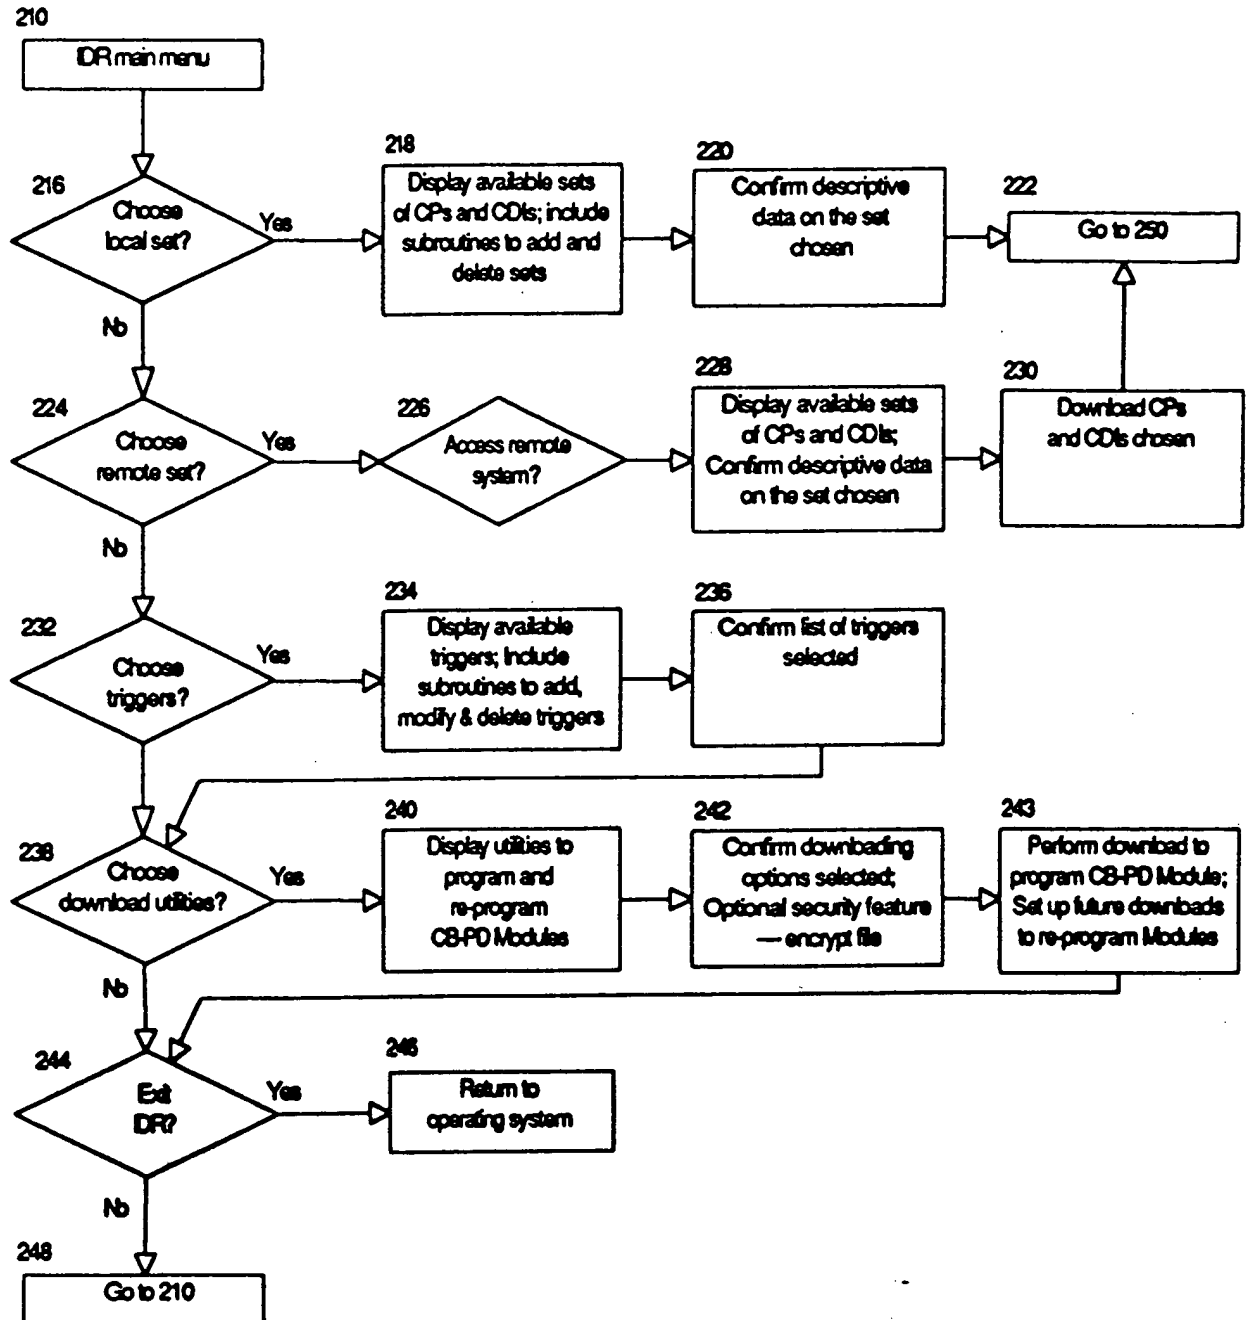 210
IDR main menu
216
Choose
local set?
Yes
218
Display available sets
of CPs and CDIs; include
subroutines to add and
delete sets
220
Confirm descriptive
data on the set
chosen
222
Go to 250
No
224
Choose
remote set?
Yes
226
Access remote
system?
228
Display available sets
of CPs and CDIs;
Confirm descriptive data
on the set chosen
230
Download CPs
and CDIs chosen
No
232
Choose
triggers?
Yes
234
Display available
triggers; Include
subroutines to add,
modify & delete triggers
236
Confirm list of triggers
selected
238
Choose
download utilities?
Yes
240
Display utilities to
program and
re-program
CB-PD Modules
242
Confirm downloading
options selected;
Optional security feature
— encrypt file
243
Perform download to
program CB-PD Module;
Set up future downloads
to re-program Modules
No
244
Exit
IDR?
Yes
246
Return to
operating system
No
248
Go to 210